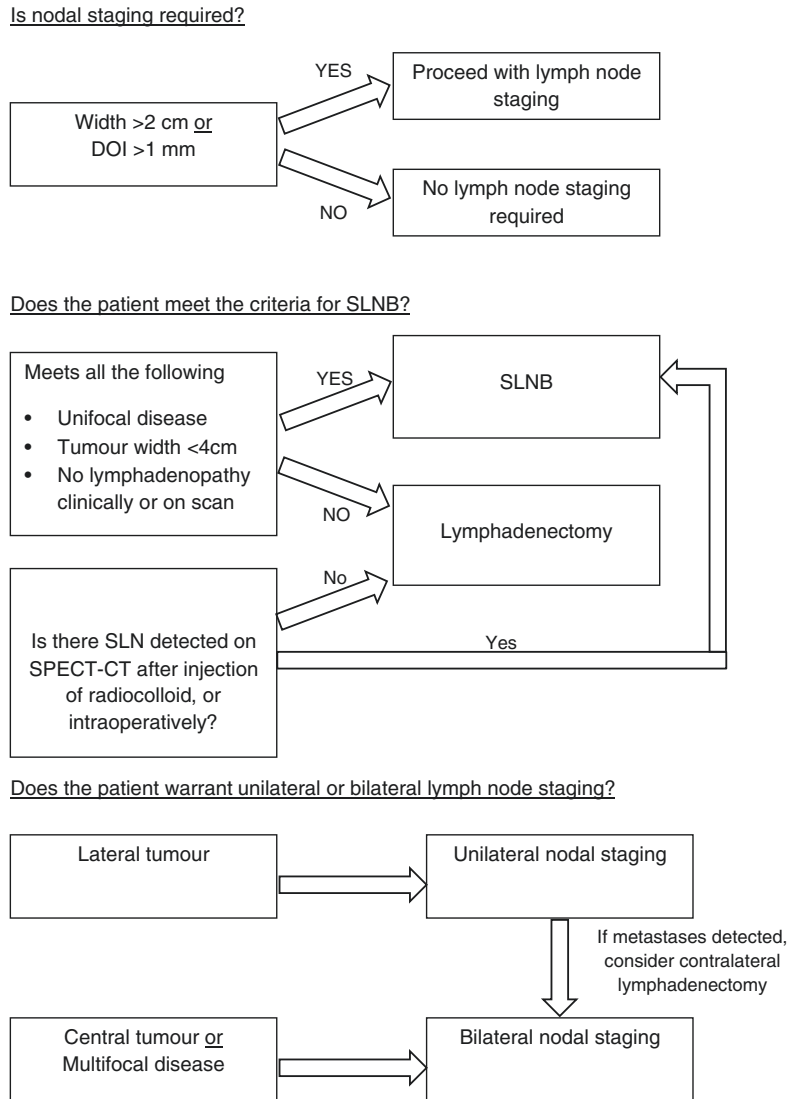 Is nodal staging required?
Width >2 cm or
DOI >1 mm
YES
Proceed with lymph node
staging
NO
No lymph node staging
required
Does the patient meet the criteria for SLNB?
Meets all the following
• Unifocal disease
• Tumour width <4cm
• No lymphadenopathy
clinically or on scan
YES
SLNB
NO
Lymphadenectomy
Is there SLN detected on
SPECT-CT after injection
of radiocolloid, or
intraoperatively?
No
Yes
Does the patient warrant unilateral or bilateral lymph node staging?
Lateral tumour
Unilateral nodal staging
If metastases detected,
consider contralateral
lymphadenectomy
Central tumour or
Multifocal disease
Bilateral nodal staging